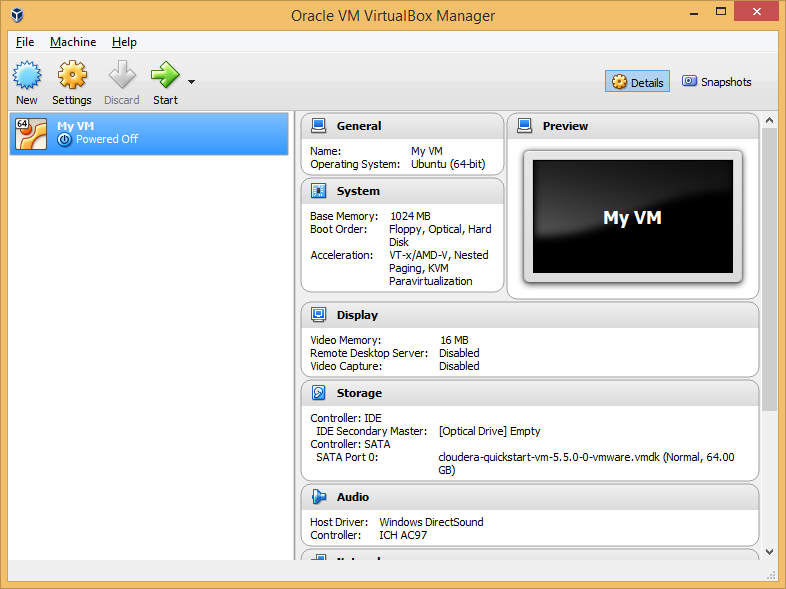 Oracle VM VirtualBox Manager
File Machine Help
New Settings Discard Start Details Snapshots
64 My VM
Powered Off
General
Name: My VM
Operating System: Ubuntu (64-bit)
System
Base Memory: 1024 MB
Boot Order: Floppy, Optical, Hard
Disk
Acceleration: VT-x/AMD-V, Nested
Paging, KVM
Paravirtualization
Preview
My VM
Display
Video Memory: 16 MB
Remote Desktop Server: Disabled
Video Capture: Disabled
Storage
Controller: IDE
IDE Secondary Master: [Optical Drive] Empty
Controller: SATA
SATA Port 0: cloudera-quickstart-vm-5.5.0-0-vmware.vmdk (Normal, 64.00
GB)
Audio
Host Driver: Windows DirectSound
Controller: ICH AC97